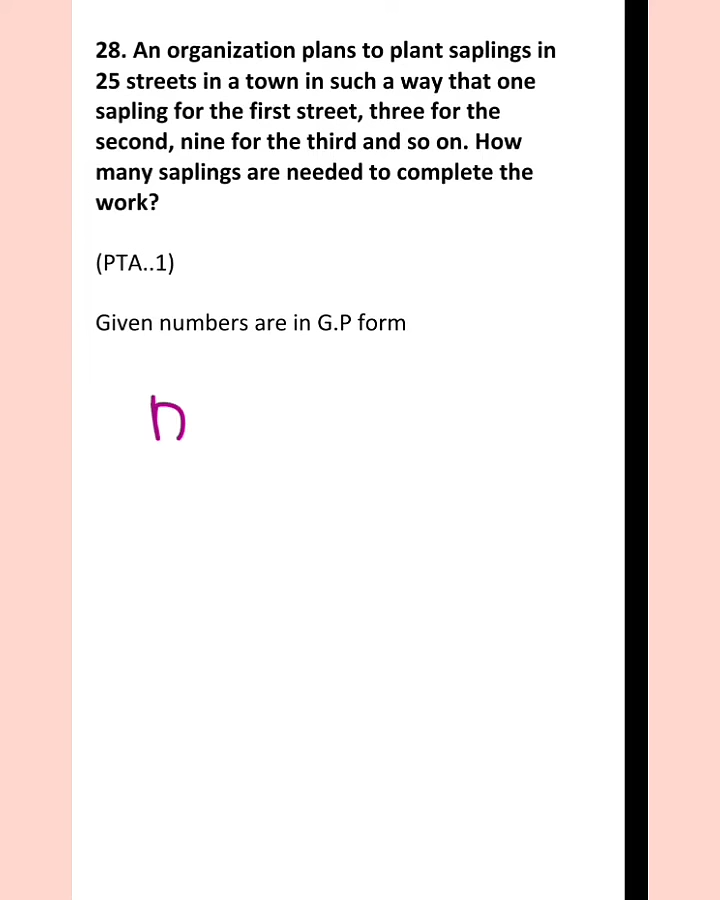 28. An organization plans to plant saplings in
25 streets in a town in such a way that one
sapling for the first street, three for the
second, nine for the third and so on. How
many saplings are needed to complete the
work?
(PTA..1)
Given numbers are in G.P form
n